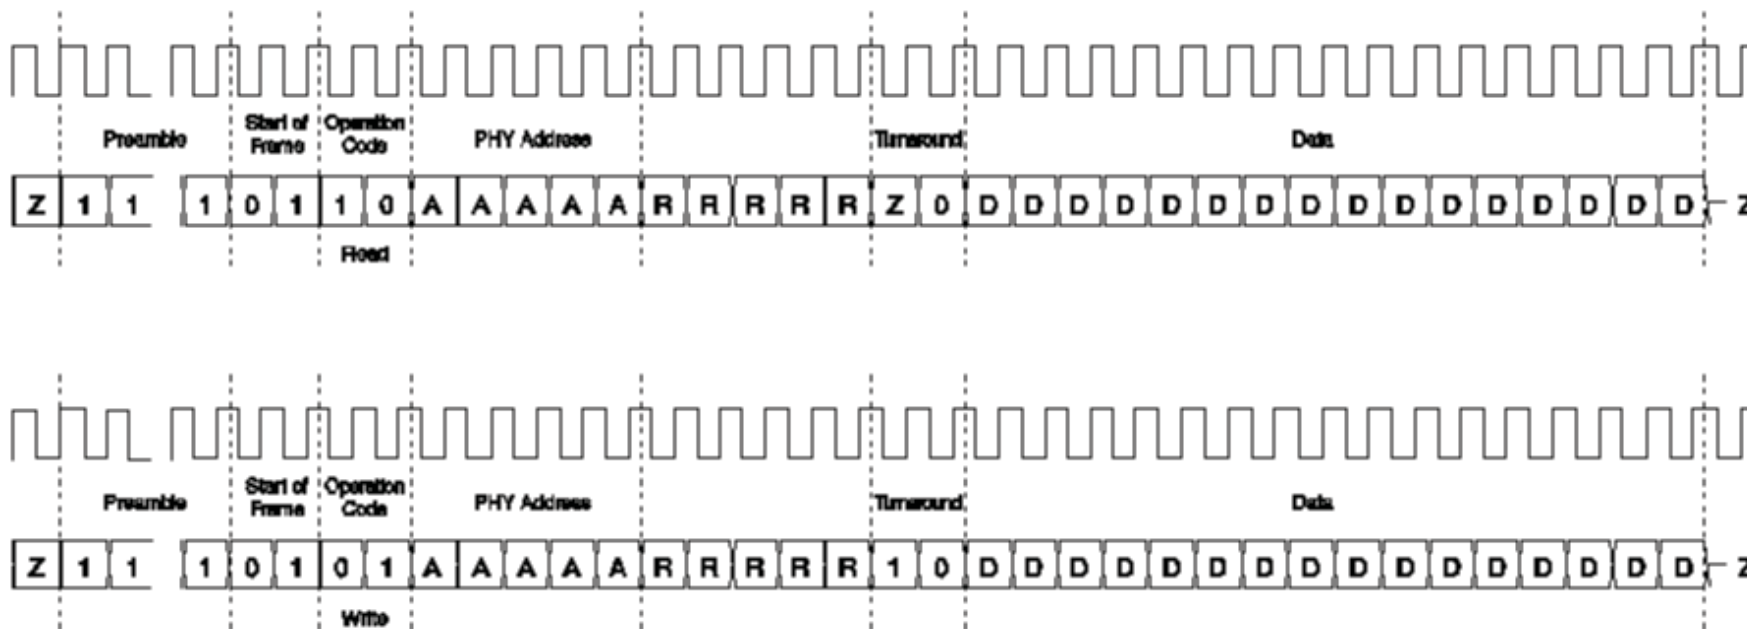 Preamble Start of Frame Operation Code PHY Address Turnaround Data
Z 1 1 1 0 1 1 0 A A A A A R R R R R Z 0 D D D D D D D D D D D D D D D D Z
Read
Preamble Start of Frame Operation Code PHY Address Turnaround Data
Z 1 1 1 0 1 0 1 A A A A A R R R R R 1 0 D D D D D D D D D D D D D D D D Z
Write